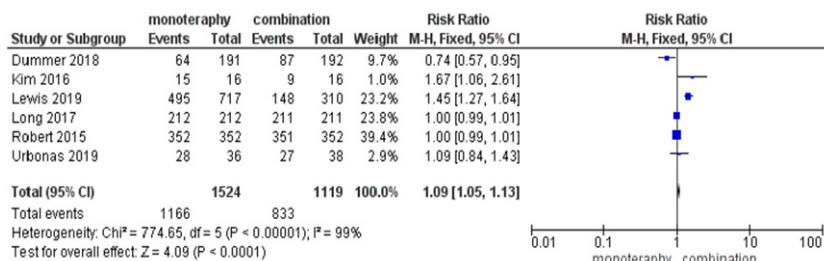 monoteraphy combination Risk Ratio Risk Ratio
Study or Subgroup Events Total Events Total Weight M-H, Fixed, 95% CI M-H, Fixed, 95% CI
Dummer 2018 64 191 87 192 9.7% 0.74 [0.57, 0.95]
Kim 2016 15 16 9 16 1.0% 1.67 [1.06, 2.61]
Lewis 2019 495 717 148 310 23.2% 1.45 [1.27, 1.64]
Long 2017 212 212 211 211 23.8% 1.00 [0.99, 1.01]
Robert 2015 352 352 351 352 39.4% 1.00 [0.99, 1.01]
Urbonas 2019 28 36 27 38 2.9% 1.09 [0.84, 1.43]
Total (95% CI) 1524 1119 100.0% 1.09 [1.05, 1.13]
Total events 1166 833
Heterogeneity: Chi² = 774.65, df = 5 (P < 0.00001); I² = 99%
Test for overall effect: Z = 4.09 (P < 0.0001)
0.01 0.1 1 10 100
monoteraphy combination